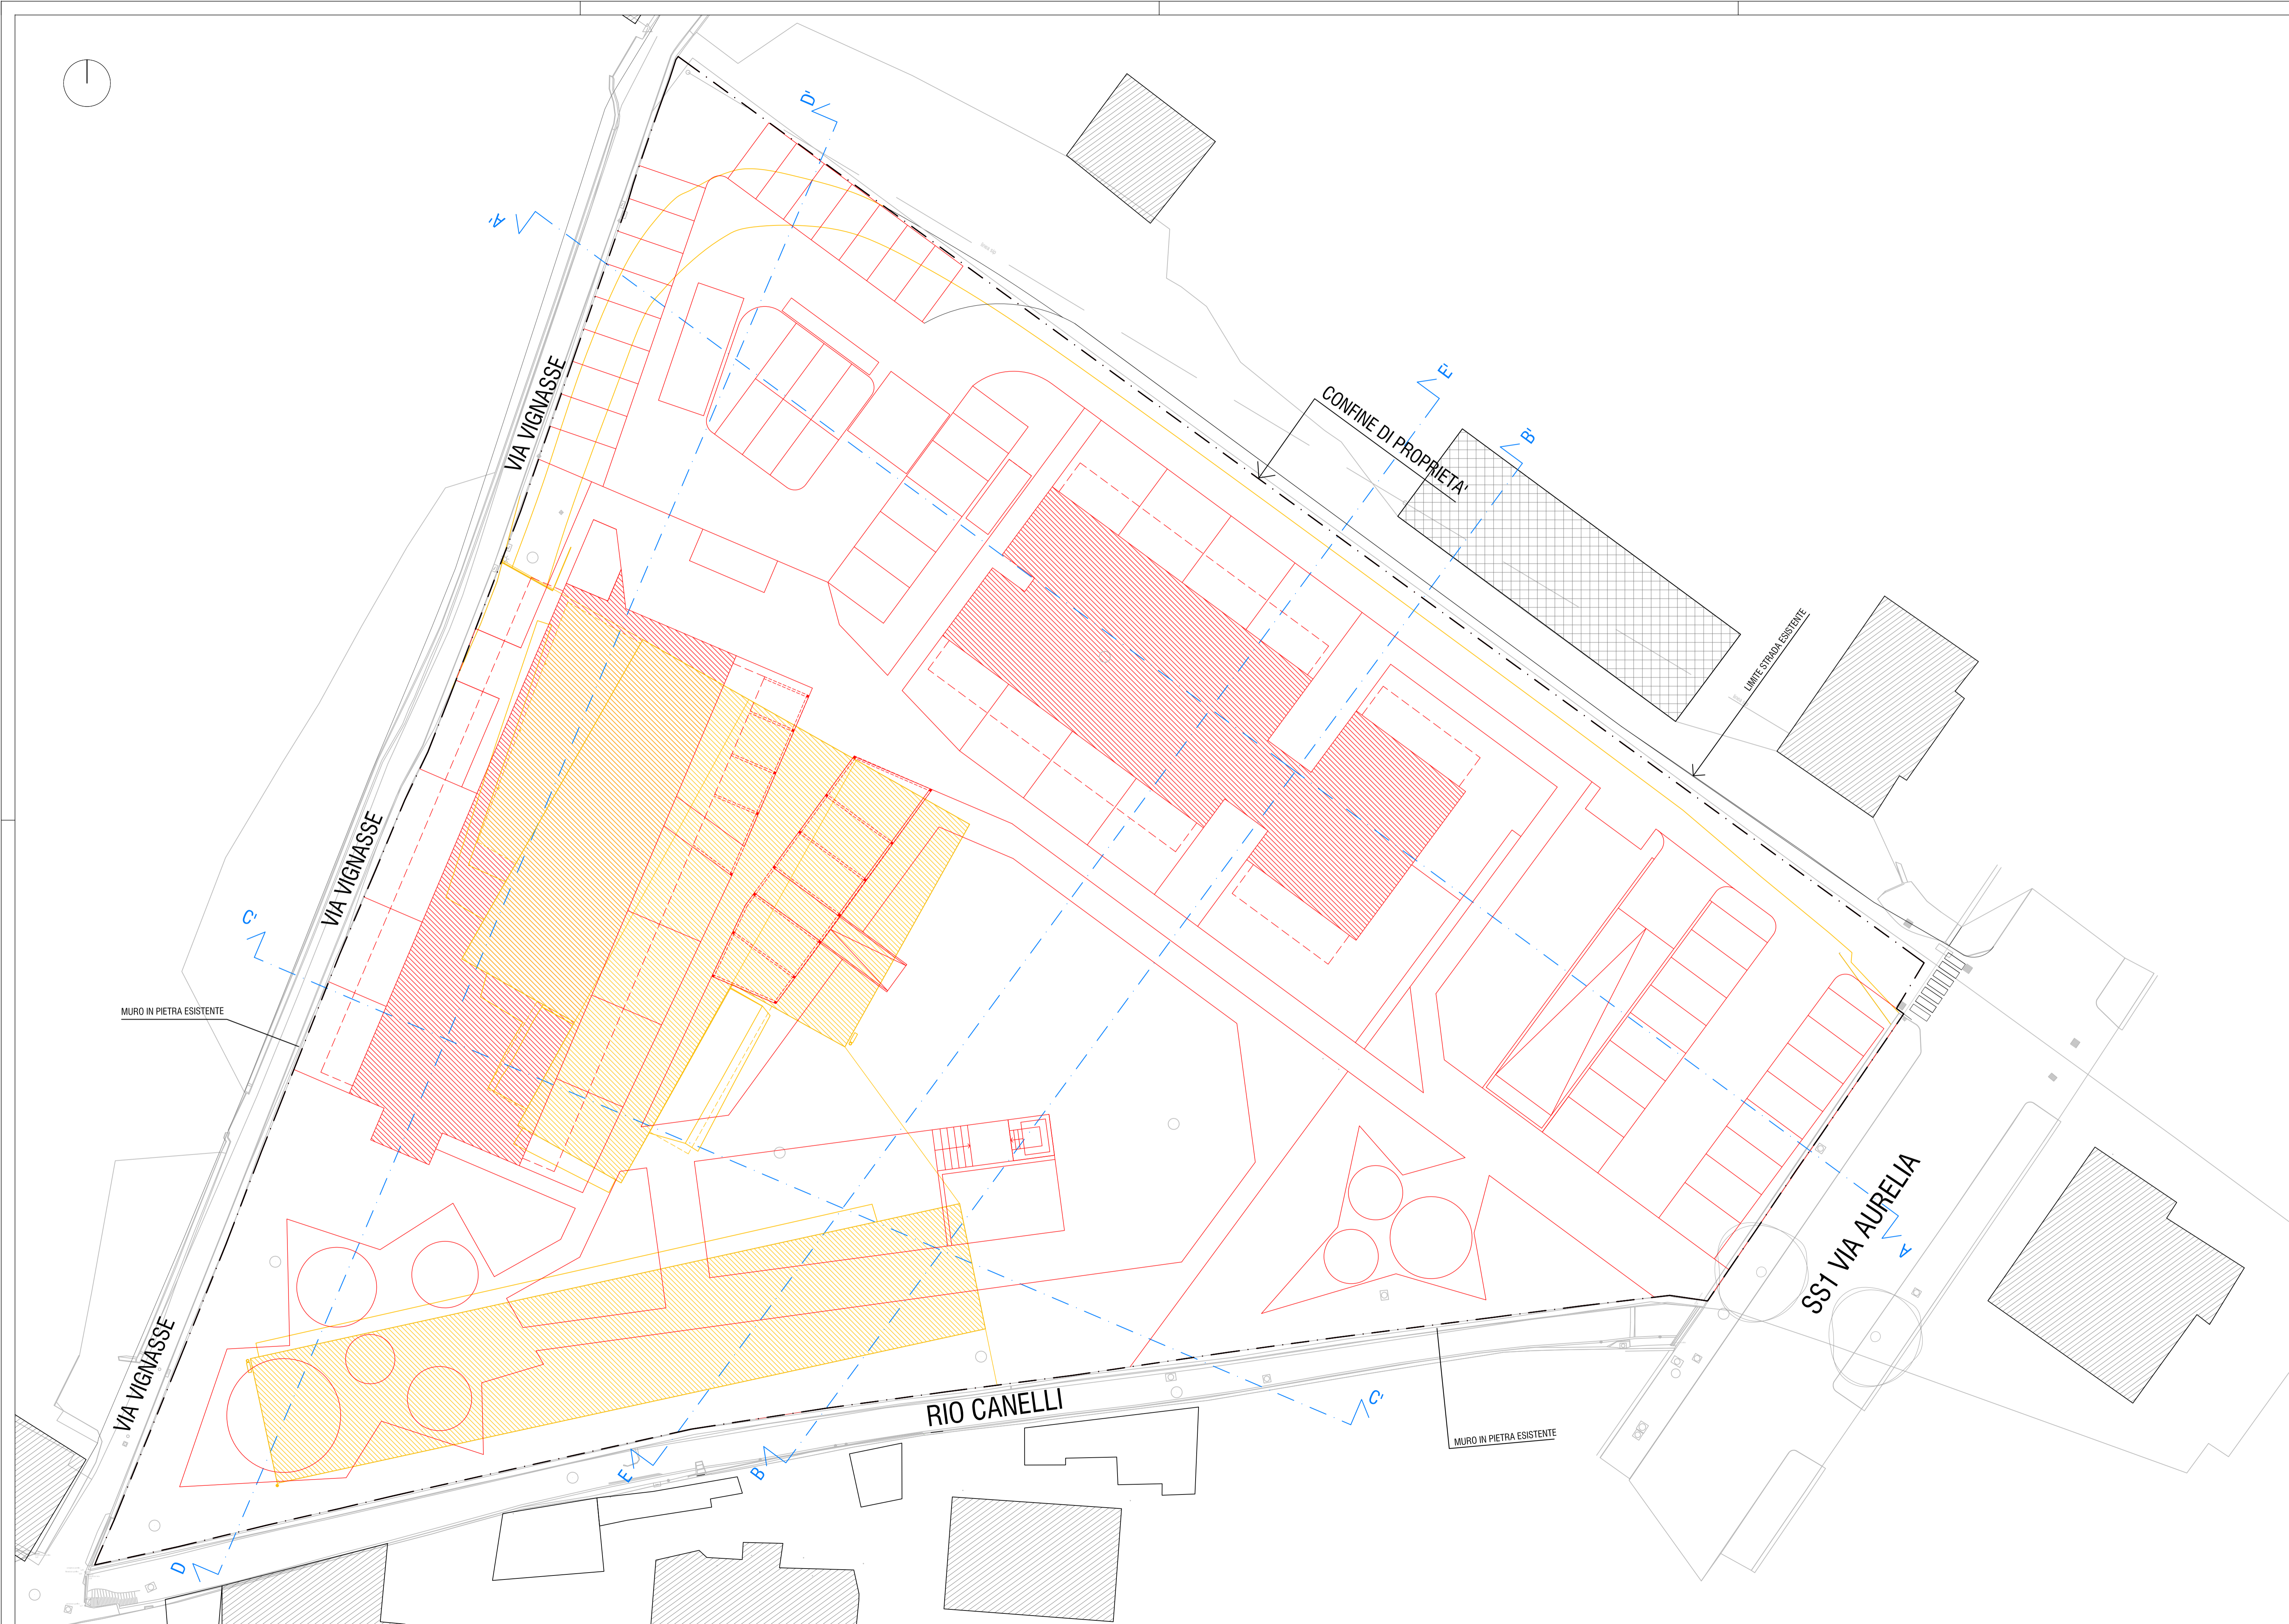 D'
A'
E'
CONFINE DI PROPRIETA'
B'
VIA VIGNASSE
LIMITE STRADA ESISTENTE
VIA VIGNASSE
C'
MURO IN PIETRA ESISTENTE
SS1 VIA AURELIA
A
VIA VIGNASSE
C'
RIO CANELLI
MURO IN PIETRA ESISTENTE
E
B
D